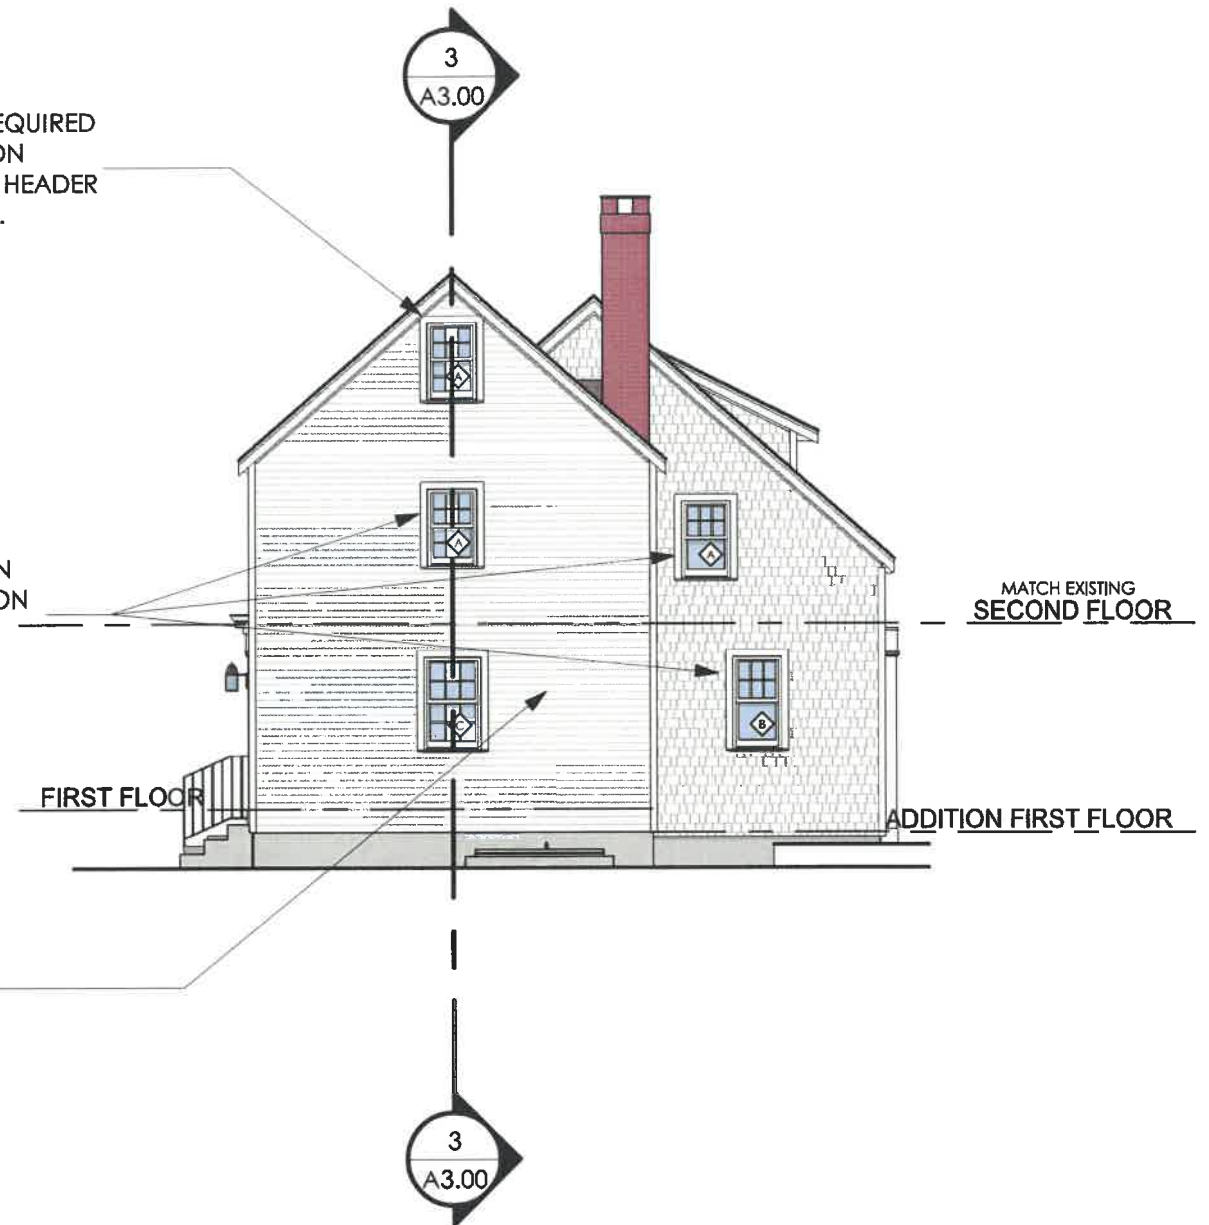 3
A3.00
EQUIRED
ON
HEADER
.
A
A
A
N
ON
MATCH EXISTING
SECOND FLOOR
C
B
FIRST FLOOR
ADDITION FIRST FLOOR
3
A3.00